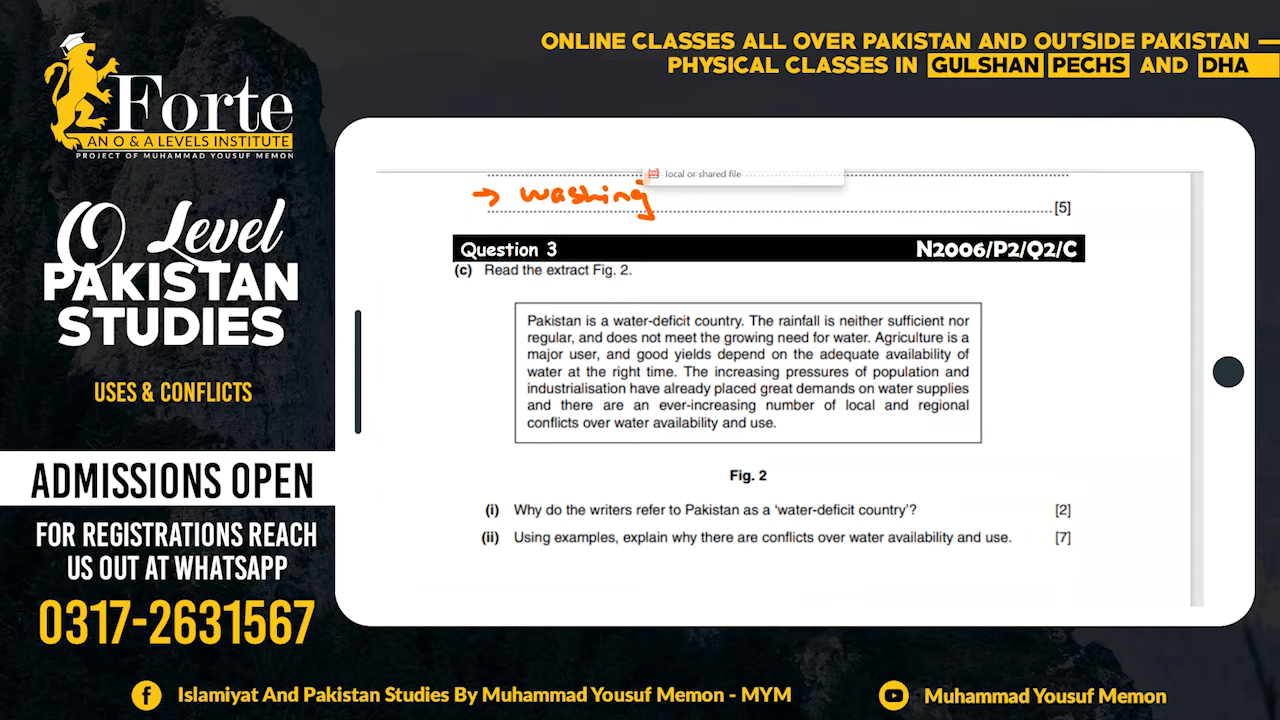 Forte
AN O & A LEVELS INSTITUTE
PROJECT OF MUHAMMAD YOUSUF MEMON
O Level
PAKISTAN
STUDIES
USES & CONFLICTS
ADMISSIONS OPEN
FOR REGISTRATIONS REACH
US OUT AT WHATSAPP
0317-2631567
ONLINE CLASSES ALL OVER PAKISTAN AND OUTSIDE PAKISTAN
PHYSICAL CLASSES IN GULSHAN PECHS AND DHA
local or shared file
→ washing
[5]
Question 3 N2006/P2/Q2/C
(c) Read the extract Fig. 2.
Pakistan is a water-deficit country. The rainfall is neither sufficient nor
regular, and does not meet the growing need for water. Agriculture is a
major user, and good yields depend on the adequate availability of
water at the right time. The increasing pressures of population and
industrialisation have already placed great demands on water supplies
and there are an ever-increasing number of local and regional
conflicts over water availability and use.
Fig. 2
(i) Why do the writers refer to Pakistan as a ‘water-deficit country’? [2]
(ii) Using examples, explain why there are conflicts over water availability and use. [7]
Islamiyat And Pakistan Studies By Muhammad Yousuf Memon - MYM
Muhammad Yousuf Memon